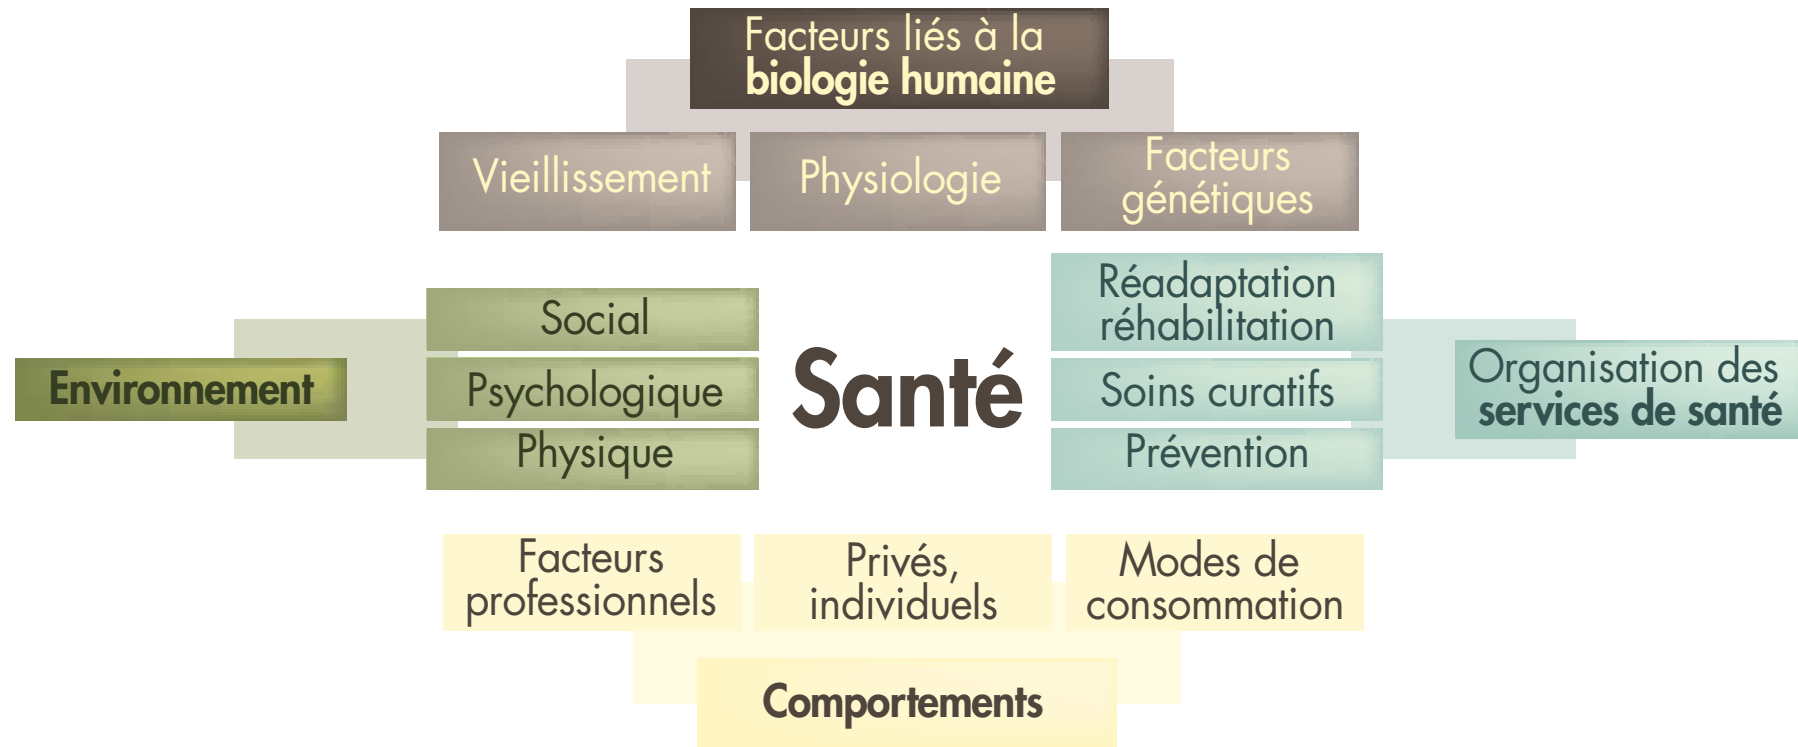 Facteurs liés à la
biologie humaine
Vieillissement
Physiologie
Facteurs
génétiques
Environnement
Social
Psychologique
Physique
Santé
Réadaptation
réhabilitation
Soins curatifs
Prévention
Organisation des
services de santé
Facteurs
professionnels
Privés,
individuels
Modes de
consommation
Comportements